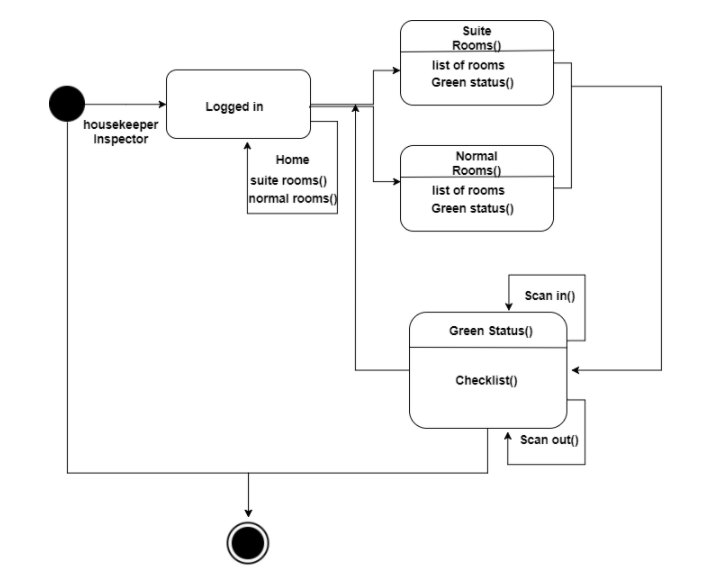 Suite
Rooms()
list of rooms
Green status()
Logged in
housekeeper
Inspector
Home
suite rooms()
normal rooms()
Normal
Rooms()
list of rooms
Green status()
Scan in()
Green Status()
Checklist()
Scan out()